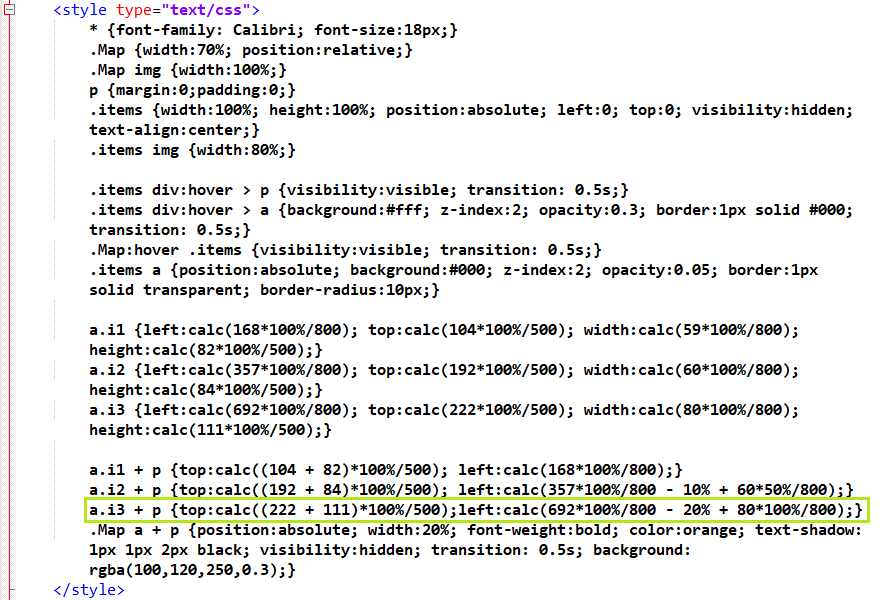 <style type="text/css">
* {font-family: Calibri; font-size:18px;}
.Map {width:70%; position:relative;}
.Map img {width:100%;}
p {margin:0;padding:0;}
.items {width:100%; height:100%; position:absolute; left:0; top:0; visibility:hidden;
text-align:center;}
.items img {width:80%;}
.items div:hover > p {visibility:visible; transition: 0.5s;}
.items div:hover > a {background:#fff; z-index:2; opacity:0.3; border:1px solid #000;
transition: 0.5s;}
.Map:hover .items {visibility:visible; transition: 0.5s;}
.items a {position:absolute; background:#000; z-index:2; opacity:0.05; border:1px
solid transparent; border-radius:10px;}
a.i1 {left:calc(168*100%/800); top:calc(104*100%/500); width:calc(59*100%/800);
height:calc(82*100%/500);}
a.i2 {left:calc(357*100%/800); top:calc(192*100%/500); width:calc(60*100%/800);
height:calc(84*100%/500);}
a.i3 {left:calc(692*100%/800); top:calc(222*100%/500); width:calc(80*100%/800);
height:calc(111*100%/500);}
a.i1 + p {top:calc((104 + 82)*100%/500); left:calc(168*100%/800);}
a.i2 + p {top:calc((192 + 84)*100%/500); left:calc(357*100%/800 - 10% + 60*50%/800);}
a.i3 + p {top:calc((222 + 111)*100%/500);left:calc(692*100%/800 - 20% + 80*100%/800);}
.Map a + p {position:absolute; width:20%; font-weight:bold; color:orange; text-shadow:
1px 1px 2px black; visibility:hidden; transition: 0.5s; background:
rgba(100,120,250,0.3);}
</style>